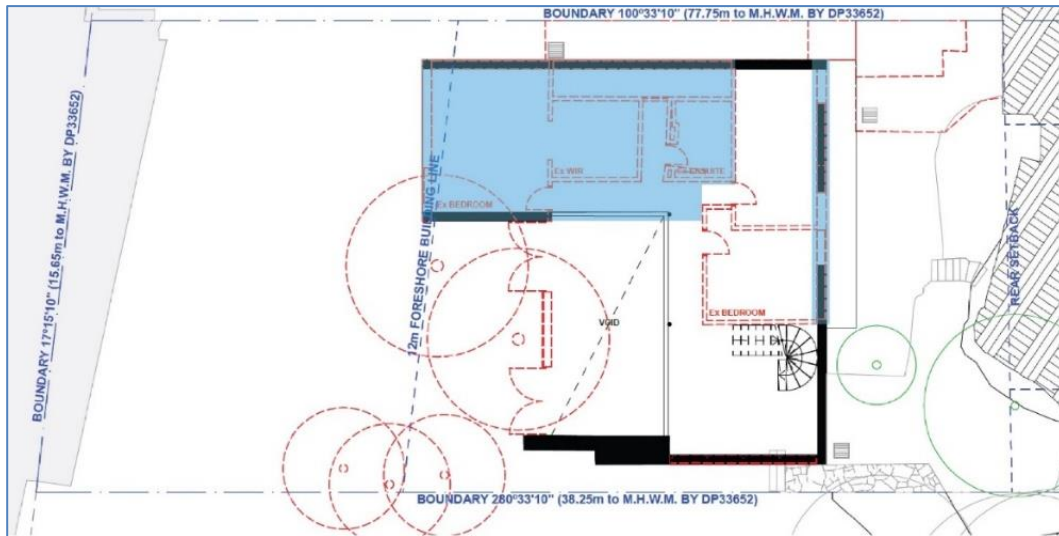 BOUNDARY 100°33'10" (77.75m to M.H.W.M. BY DP33652)
BOUNDARY 17°15'10" (15.65m to M.H.W.M. BY DP33652)
12m FORESHORE BUILDING LINE
Ex WIR
Ex ENSUITE
Ex BEDROOM
REAR SETBACK
Ex BEDROOM
VOID
BOUNDARY 280°33'10" (38.25m to M.H.W.M. BY DP33652)